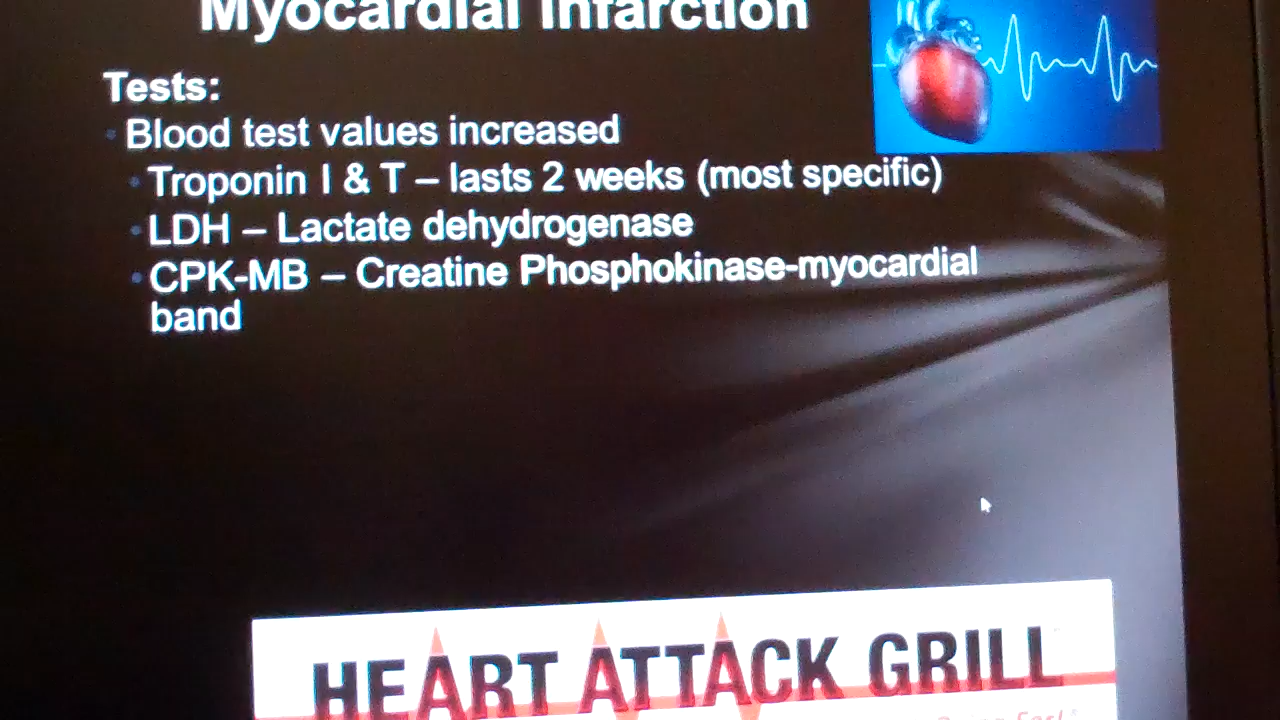 Myocardial Infarction
Tests:
Blood test values increased
Troponin I & T – lasts 2 weeks (most specific)
LDH – Lactate dehydrogenase
CPK-MB – Creatine Phosphokinase-myocardial
band
HEART ATTACK GRILL